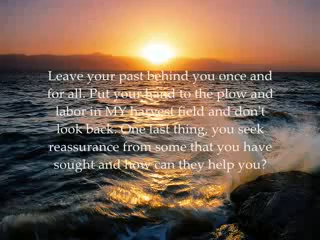 Leave your past behind you once and
for all. Put your hand to the plow and
labor in MY harvest field and don't
look back. One last thing, you seek
reassurance from some that you have
sought and how can they help you?